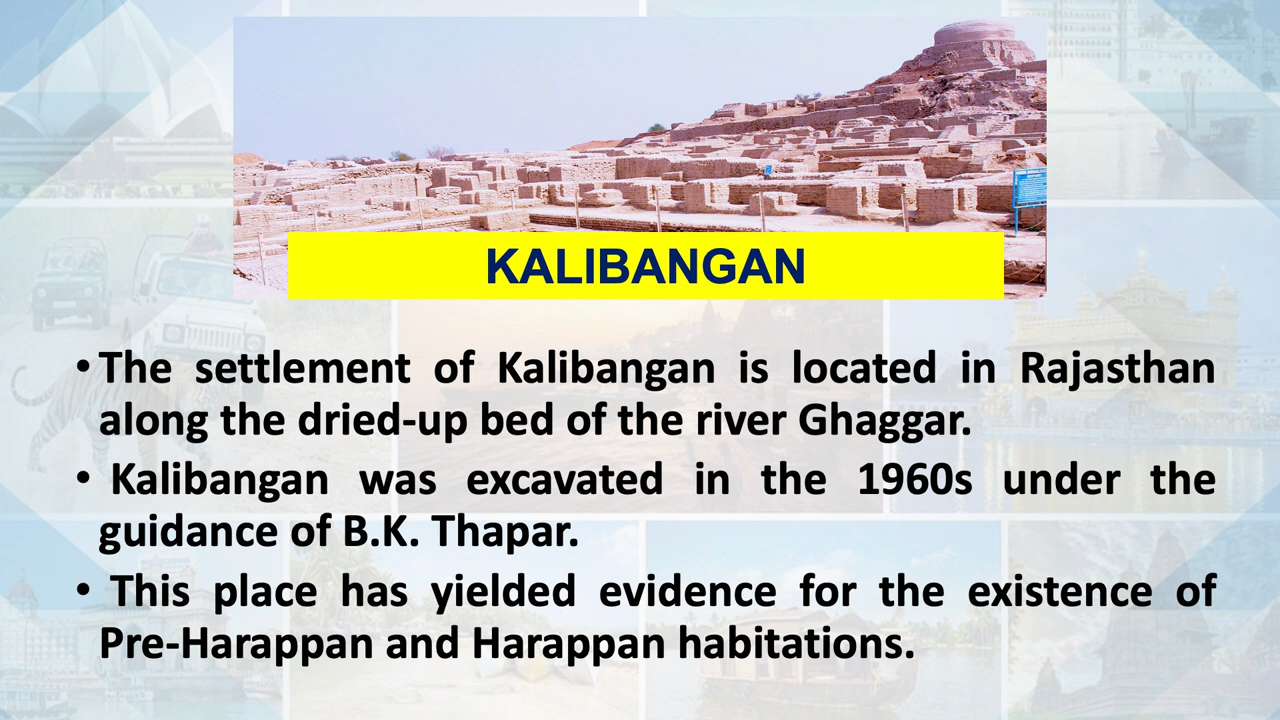 KALIBANGAN
• The settlement of Kalibangan is located in Rajasthan
along the dried-up bed of the river Ghaggar.
• Kalibangan was excavated in the 1960s under the
guidance of B.K. Thapar.
• This place has yielded evidence for the existence of
Pre-Harappan and Harappan habitations.